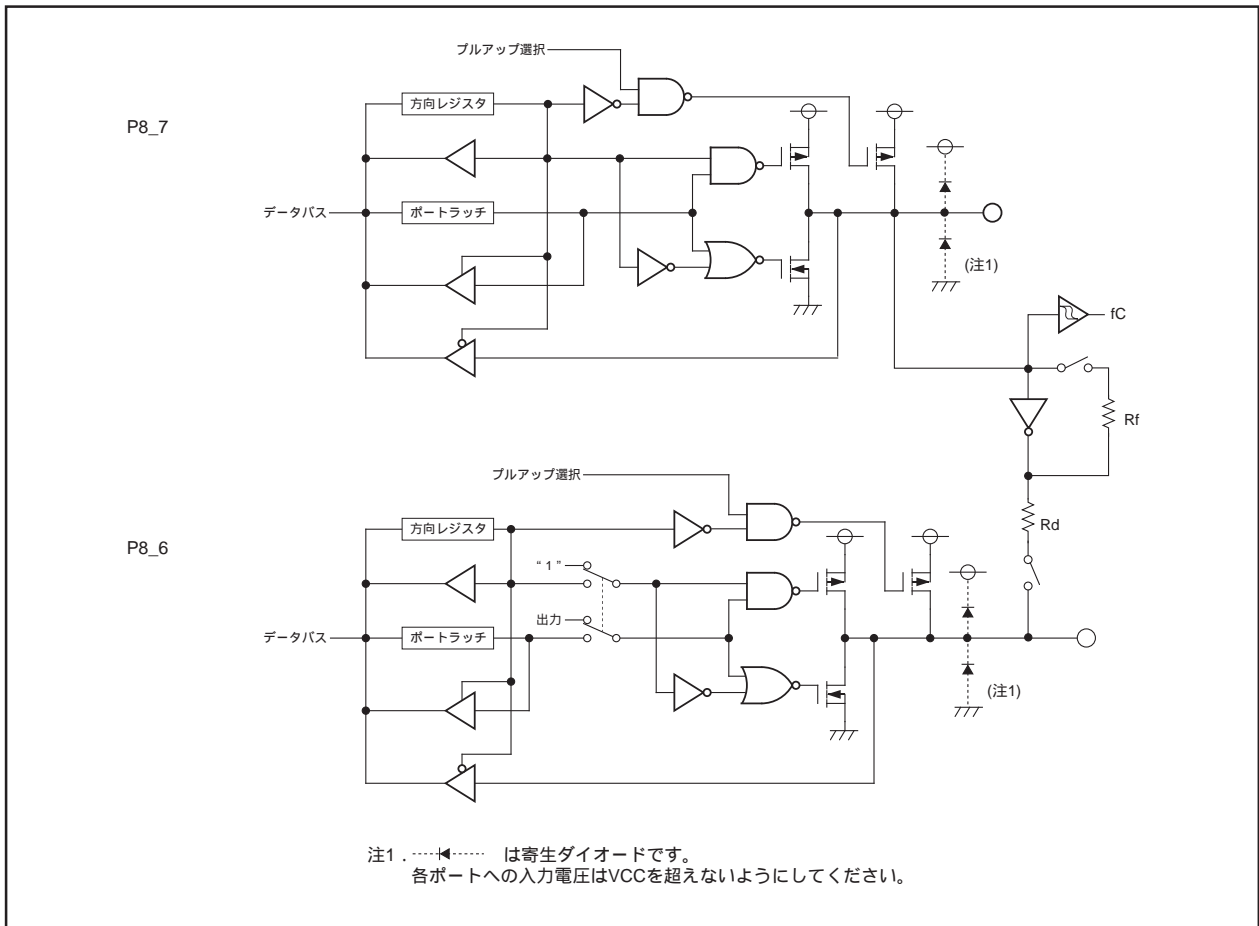 プルアップ選択
方向レジスタ
P8_7
データバス
ポートラッチ
(注1)
fC
Rf
プルアップ選択
Rd
方向レジスタ
P8_6
“1”
出力
データバス
ポートラッチ
(注1)
注1. は寄生ダイオードです。
各ポートへの入力電圧はVCCを超えないようにしてください。